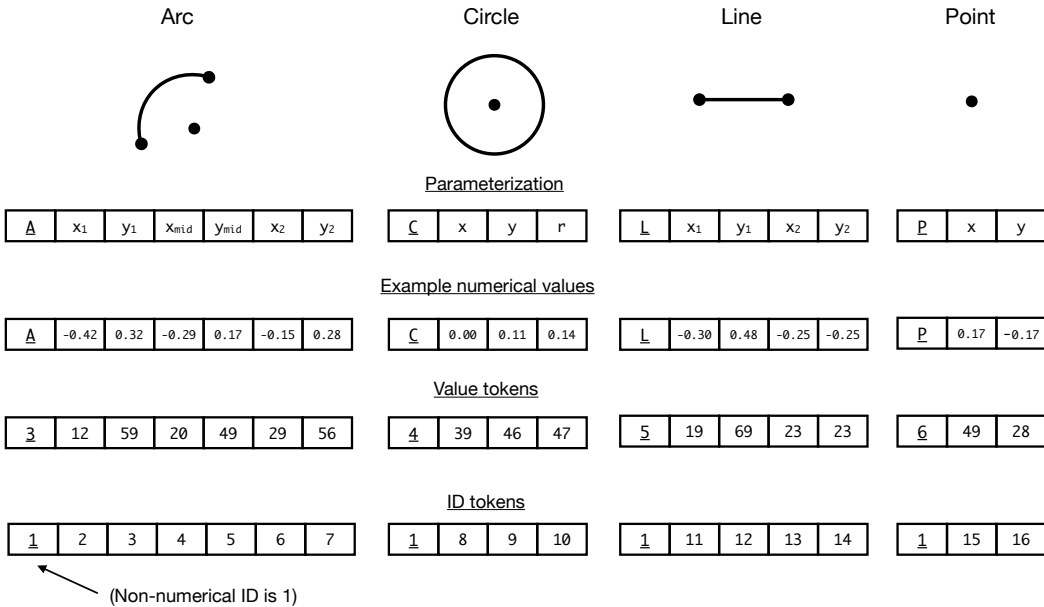 Arc Circle Line Point
Parameterization
A x₁ y₁ xmid ymid x₂ y₂ C x y r L x₁ y₁ x₂ y₂ P x y
Example numerical values
A -0.42 0.32 -0.29 0.17 -0.15 0.28 C 0.00 0.11 0.14 L -0.30 0.48 -0.25 -0.25 P 0.17 -0.17
Value tokens
3 12 59 20 49 29 56 4 39 46 47 5 19 69 23 23 6 49 28
ID tokens
1 2 3 4 5 6 7 1 8 9 10 1 11 12 13 14 1 15 16
(Non-numerical ID is 1)